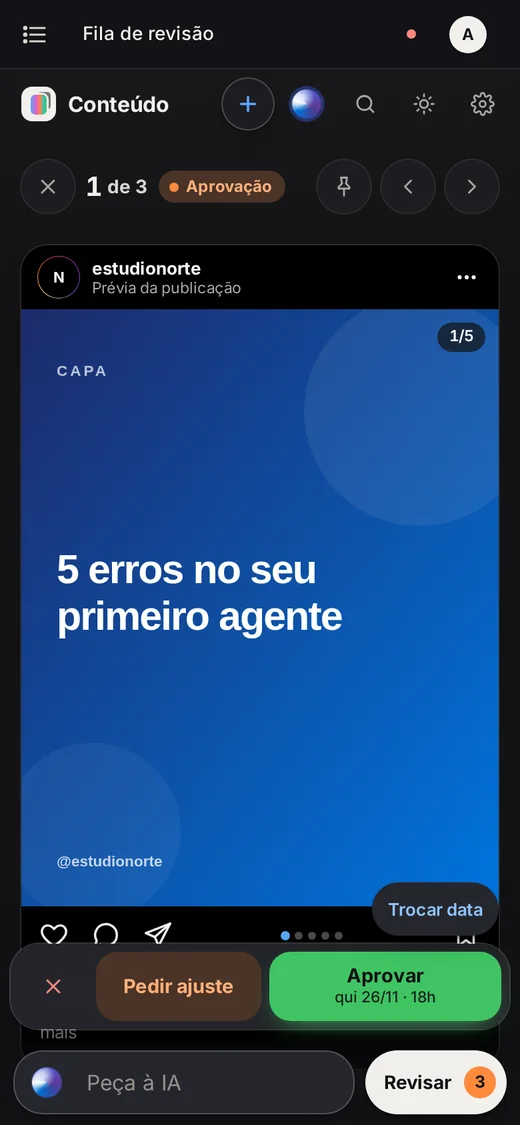 Fila de revisão
A
Conteúdo
1 de 3
Aprovação
N
estudionorte
Prévia da publicação
1/5
CAPA
5 erros no seu
primeiro agente
@estudionorte
Trocar data
Pedir ajuste
Aprovar
qui 26/11 · 18h
mais
Peça à IA
Revisar
3